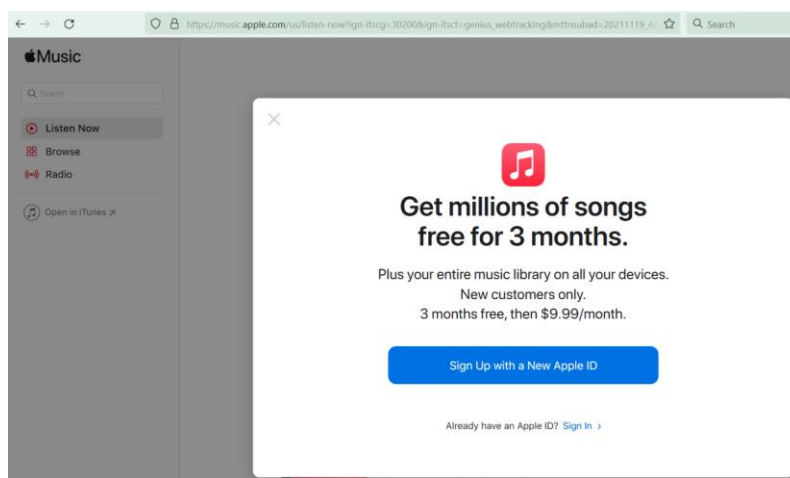 https://music.apple.com/us/listen-now?ign-itscg=30200&ign-itsct=genius_webtracking&mttnsubad=20211119_4
Search
Music
Search
Listen Now
Browse
Radio
Open in iTunes ↗
Get millions of songs
free for 3 months.
Plus your entire music library on all your devices.
New customers only.
3 months free, then $9.99/month.
Sign Up with a New Apple ID
Already have an Apple ID? Sign In >